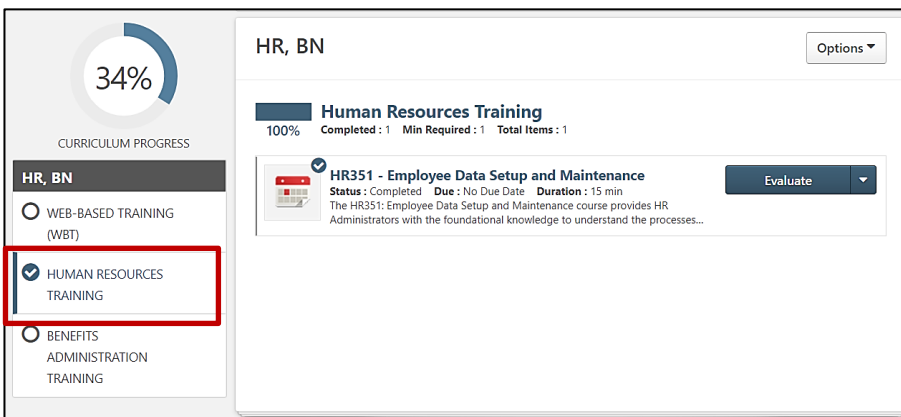 34%
CURRICULUM PROGRESS
HR, BN
WEB-BASED TRAINING
(WBT)
HUMAN RESOURCES
TRAINING
BENEFITS
ADMINISTRATION
TRAINING
HR, BN
Options
Human Resources Training
100%
Completed : 1 Min Required : 1 Total Items : 1
HR351 - Employee Data Setup and Maintenance
Status : Completed Due : No Due Date Duration : 15 min
The HR351: Employee Data Setup and Maintenance course provides HR
Administrators with the foundational knowledge to understand the processes...
Evaluate